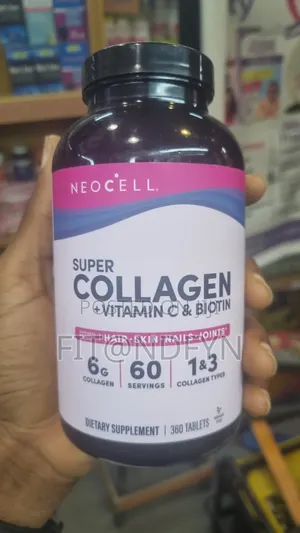 NEOCELL
SUPER
COLLAGEN
+VITAMIN C & BIOTIN
HAIR • SKIN • NAILS • JOINTS*
FIT@NDFYN
6G
COLLAGEN
60
SERVINGS
1&3
COLLAGEN TYPES
DIETARY SUPPLEMENT | 360 TABLETS